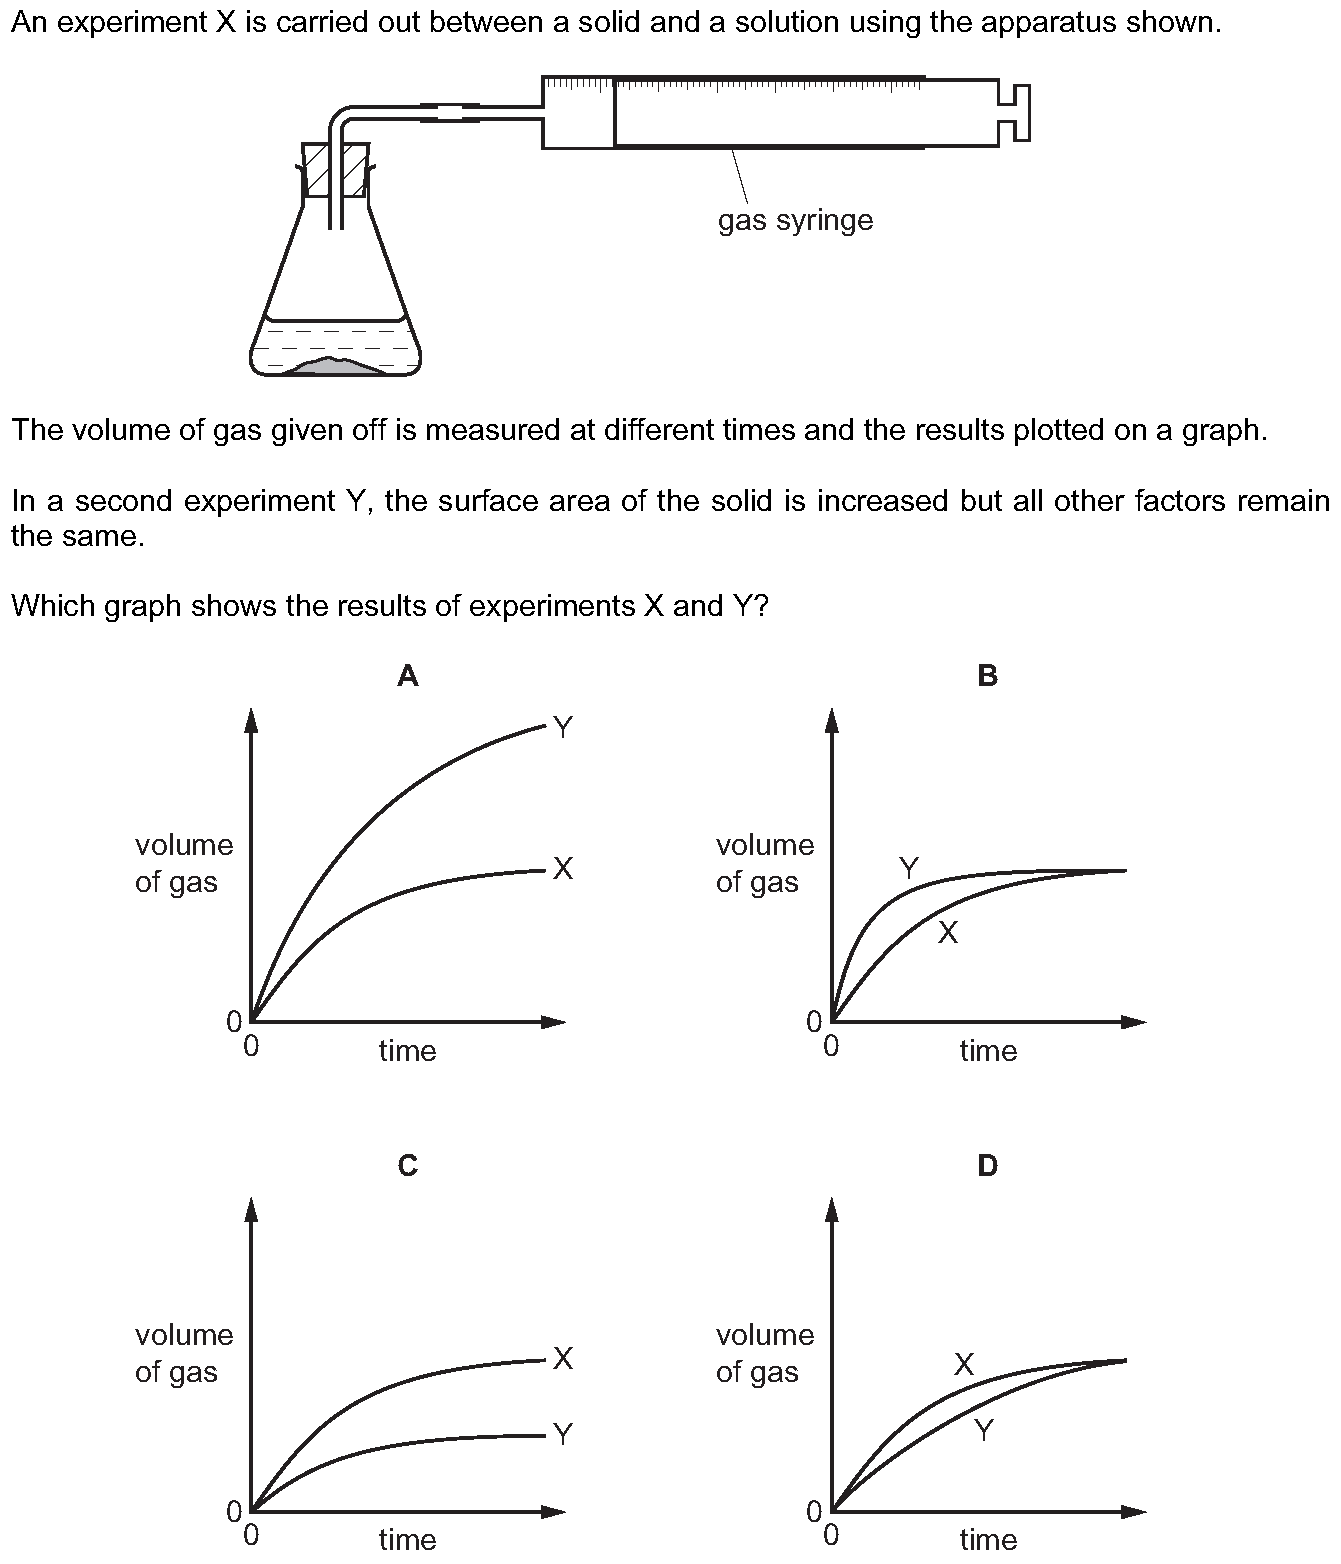 An experiment X is carried out between a solid and a solution using the apparatus shown.
gas syringe
The volume of gas given off is measured at different times and the results plotted on a graph.
In a second experiment Y, the surface area of the solid is increased but all other factors remain
the same.
Which graph shows the results of experiments X and Y?
A
Y
X
volume
of gas
0
0
time
B
Y
X
volume
of gas
0
0
time
C
X
Y
volume
of gas
0
0
time
D
X
Y
volume
of gas
0
0
time